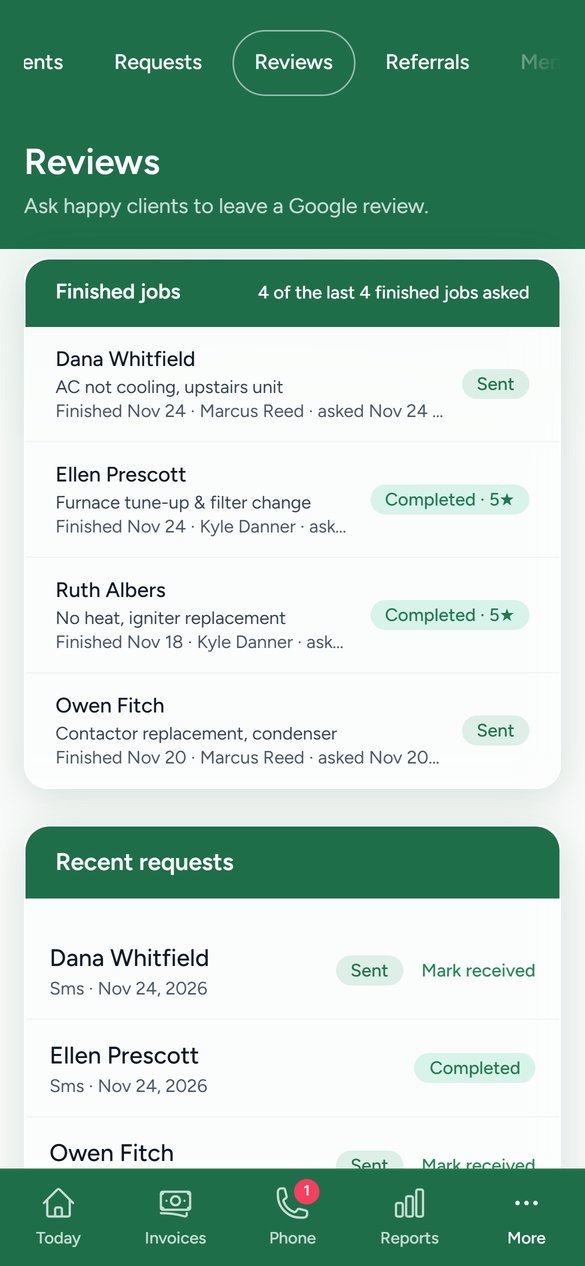 ents Requests Reviews Referrals Mem
Reviews
Ask happy clients to leave a Google review.
Finished jobs 4 of the last 4 finished jobs asked
Dana Whitfield
AC not cooling, upstairs unit
Finished Nov 24 · Marcus Reed · asked Nov 24 ...
Sent
Ellen Prescott
Furnace tune-up & filter change
Finished Nov 24 · Kyle Danner · ask...
Completed · 5★
Ruth Albers
No heat, igniter replacement
Finished Nov 18 · Kyle Danner · ask...
Completed · 5★
Owen Fitch
Contactor replacement, condenser
Finished Nov 20 · Marcus Reed · asked Nov 20...
Sent
Recent requests
Dana Whitfield
Sms · Nov 24, 2026
Sent Mark received
Ellen Prescott
Sms · Nov 24, 2026
Completed
Owen Fitch
Sent Mark received
1
Today Invoices Phone Reports More